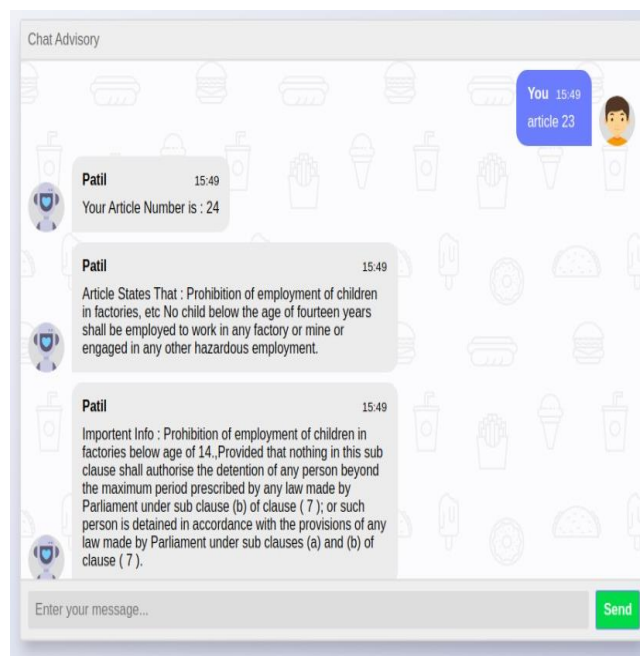 Chat Advisory
You 15:49
article 23
Patil 15:49
Your Article Number is : 24
Patil 15:49
Article States That : Prohibition of employment of children
in factories, etc No child below the age of fourteen years
shall be employed to work in any factory or mine or
engaged in any other hazardous employment.
Patil 15:49
Importent Info : Prohibition of employment of children in
factories below age of 14.,Provided that nothing in this sub
clause shall authorise the detention of any person beyond
the maximum period prescribed by any law made by
Parliament under sub clause (b) of clause ( 7 ); or such
person is detained in accordance with the provisions of any
law made by Parliament under sub clauses (a) and (b) of
clause ( 7 ).
Enter your message...
Send